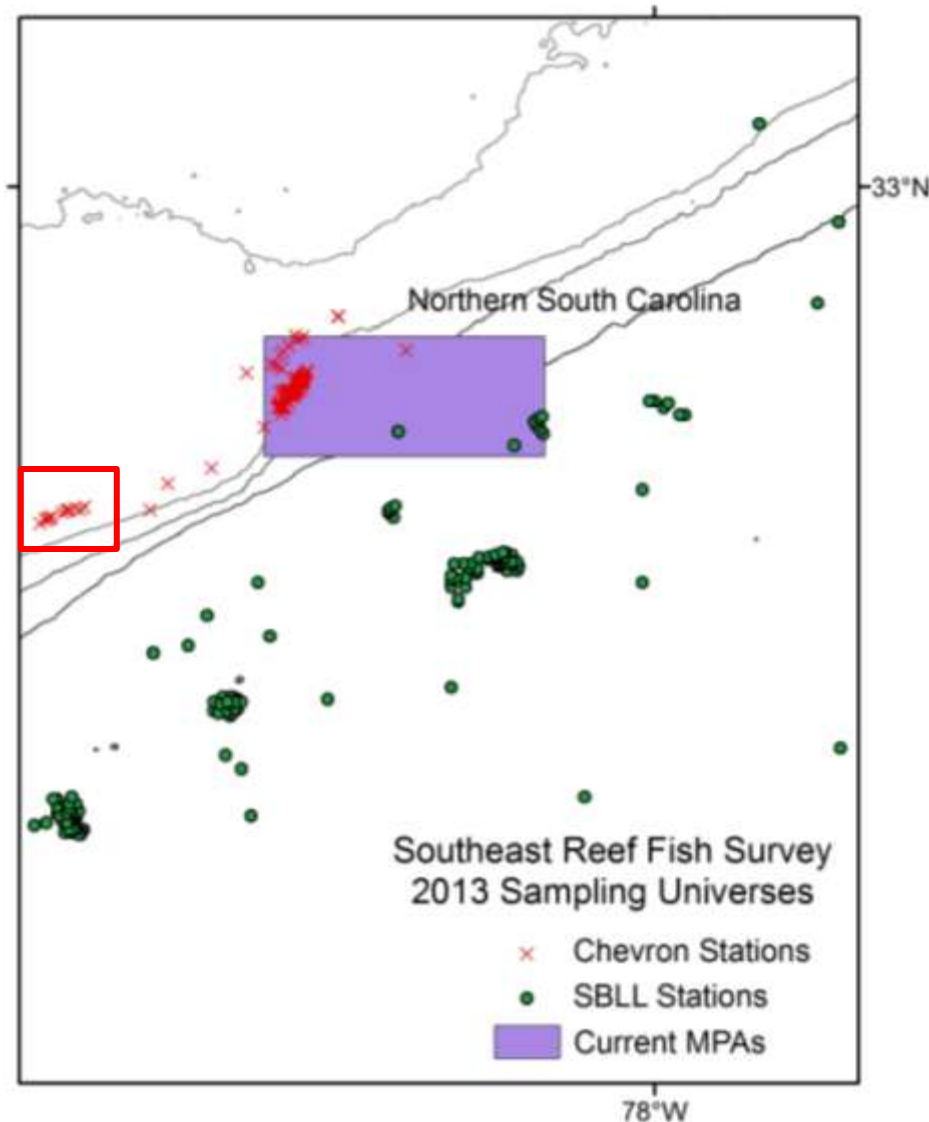 33°N
Northern South Carolina
Southeast Reef Fish Survey
2013 Sampling Universes
Chevron Stations
SBLL Stations
Current MPAs
78°W